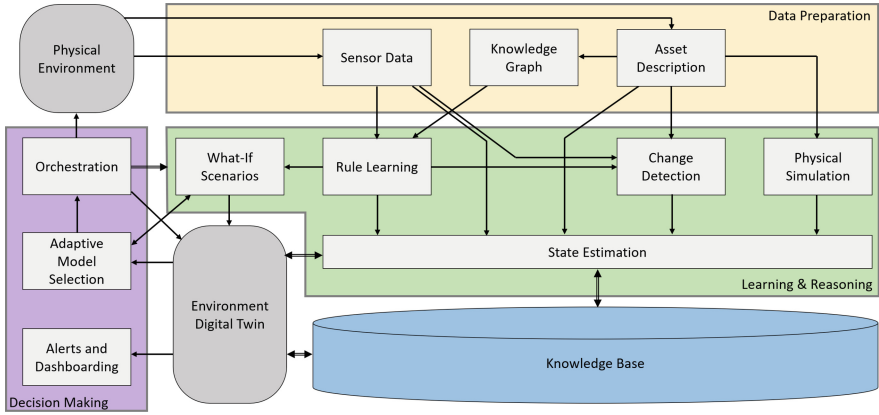 Data Preparation
Physical
Environment
Sensor Data
Knowledge
Graph
Asset
Description
Orchestration
What-If
Scenarios
Rule Learning
Change
Detection
Physical
Simulation
Adaptive
Model
Selection
State Estimation
Learning & Reasoning
Environment
Digital Twin
Alerts and
Dashboarding
Knowledge Base
Decision Making